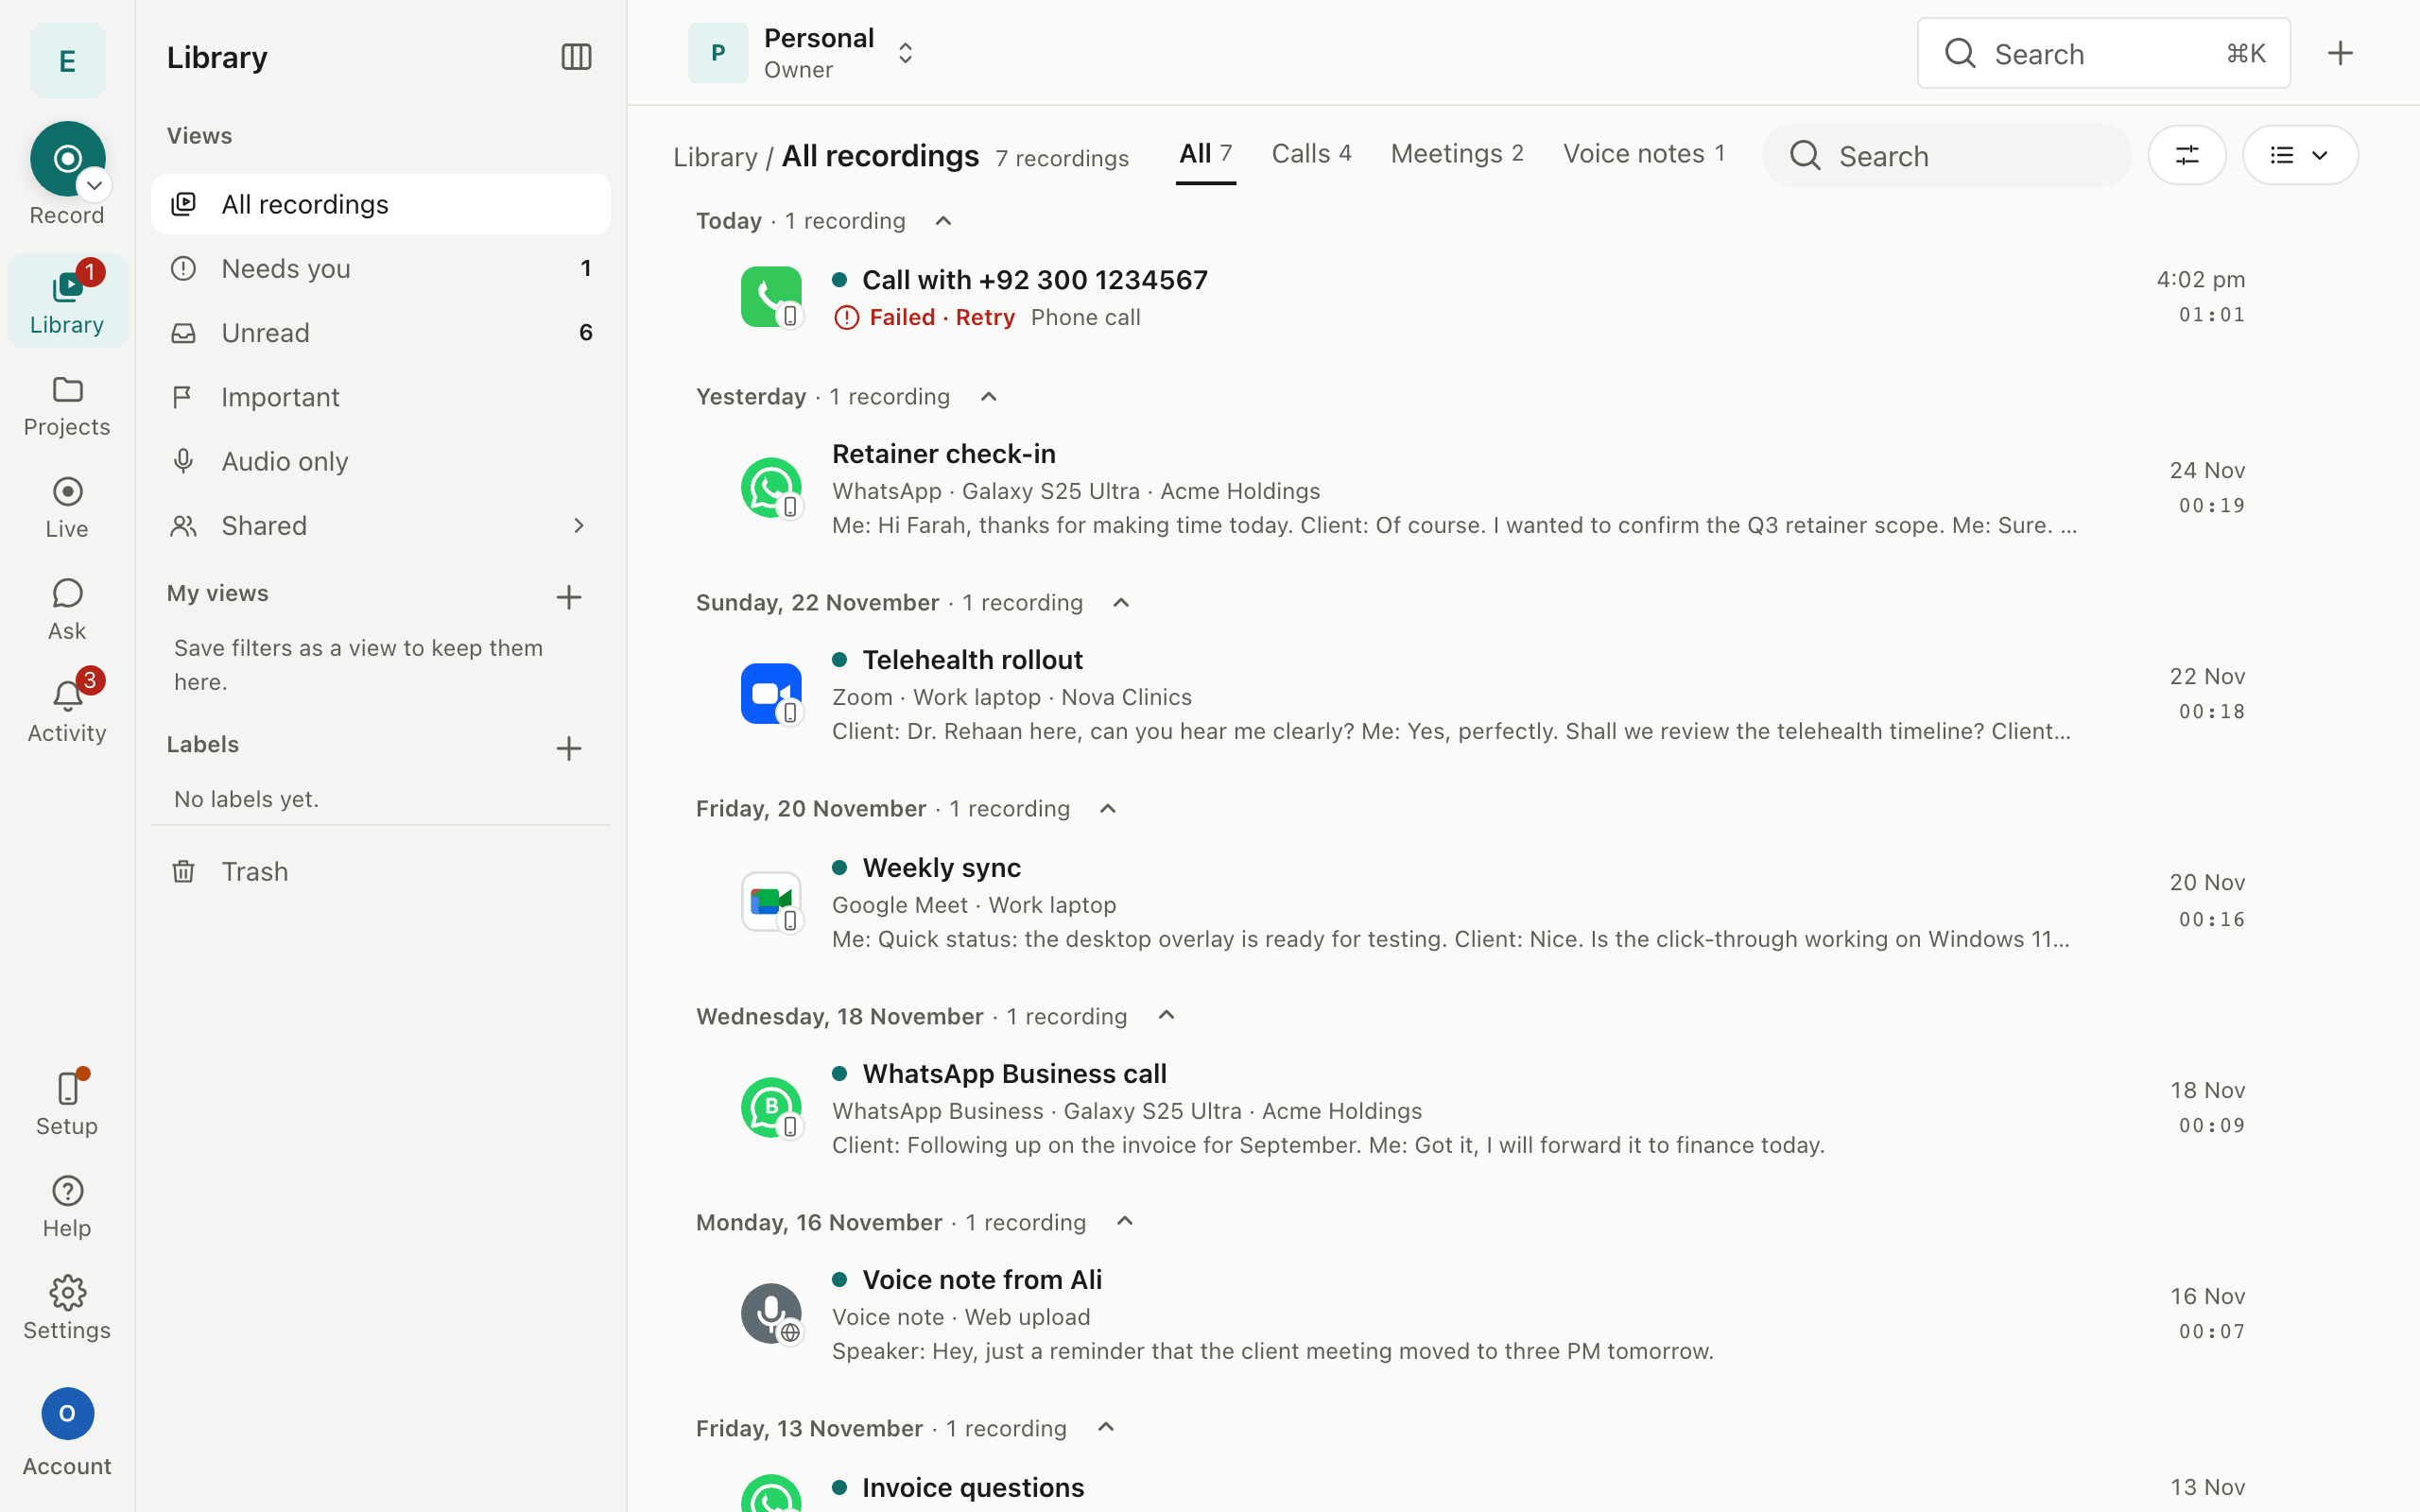 E
Record
1
Library
Projects
Live
Ask
3
Activity
Setup
Help
Settings
O
Account
Library
Views
All recordings
Needs you 1
Unread 6
Important
Audio only
Shared
My views
Save filters as a view to keep them
here.
Labels
No labels yet.
Trash
P
Personal
Owner
Search ⌘K
Library / All recordings 7 recordings
All 7 Calls 4 Meetings 2 Voice notes 1
Search
Today · 1 recording
Call with +92 300 1234567
4:02 pm
Failed · Retry Phone call
01:01
Yesterday · 1 recording
Retainer check-in
WhatsApp · Galaxy S25 Ultra · Acme Holdings
Me: Hi Farah, thanks for making time today. Client: Of course. I wanted to confirm the Q3 retainer scope. Me: Sure. ...
24 Nov
00:19
Sunday, 22 November · 1 recording
Telehealth rollout
Zoom · Work laptop · Nova Clinics
Client: Dr. Rehaan here, can you hear me clearly? Me: Yes, perfectly. Shall we review the telehealth timeline? Client...
22 Nov
00:18
Friday, 20 November · 1 recording
Weekly sync
Google Meet · Work laptop
Me: Quick status: the desktop overlay is ready for testing. Client: Nice. Is the click-through working on Windows 11...
20 Nov
00:16
Wednesday, 18 November · 1 recording
B
WhatsApp Business call
WhatsApp Business · Galaxy S25 Ultra · Acme Holdings
Client: Following up on the invoice for September. Me: Got it, I will forward it to finance today.
18 Nov
00:09
Monday, 16 November · 1 recording
Voice note from Ali
Voice note · Web upload
Speaker: Hey, just a reminder that the client meeting moved to three PM tomorrow.
16 Nov
00:07
Friday, 13 November · 1 recording
Invoice questions
13 Nov